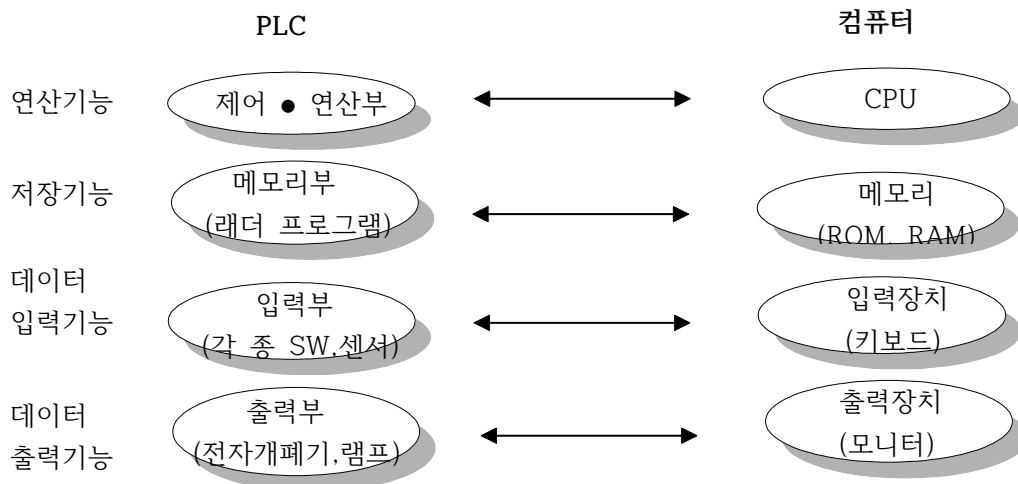 PLC 컴퓨터
연산기능 제어 ● 연산부 CPU
저장기능 메모리부 메모리
(래더 프로그램) (ROM, RAM)
데이터
입력기능 입력부 입력장치
(각 종 SW,센서) (키보드)
데이터 출력부 출력장치
출력기능 (전자개폐기,램프) (모니터)